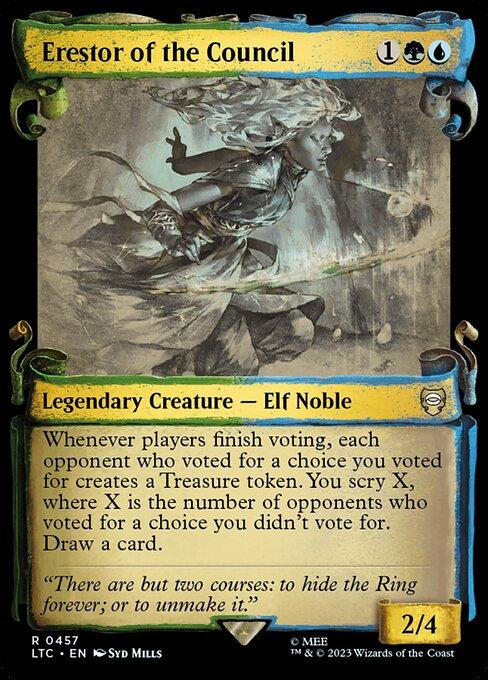 Erestor of the Council 1
Legendary Creature — Elf Noble
Whenever players finish voting, each
opponent who voted for a choice you voted
for creates a Treasure token. You scry X,
where X is the number of opponents who
voted for a choice you didn't vote for.
Draw a card.
"There are but two courses: to hide the Ring
forever; or to unmake it."
2/4
R 0457
LTC • EN Syd Mills
© MEE
™ & © 2023 Wizards of the Coast